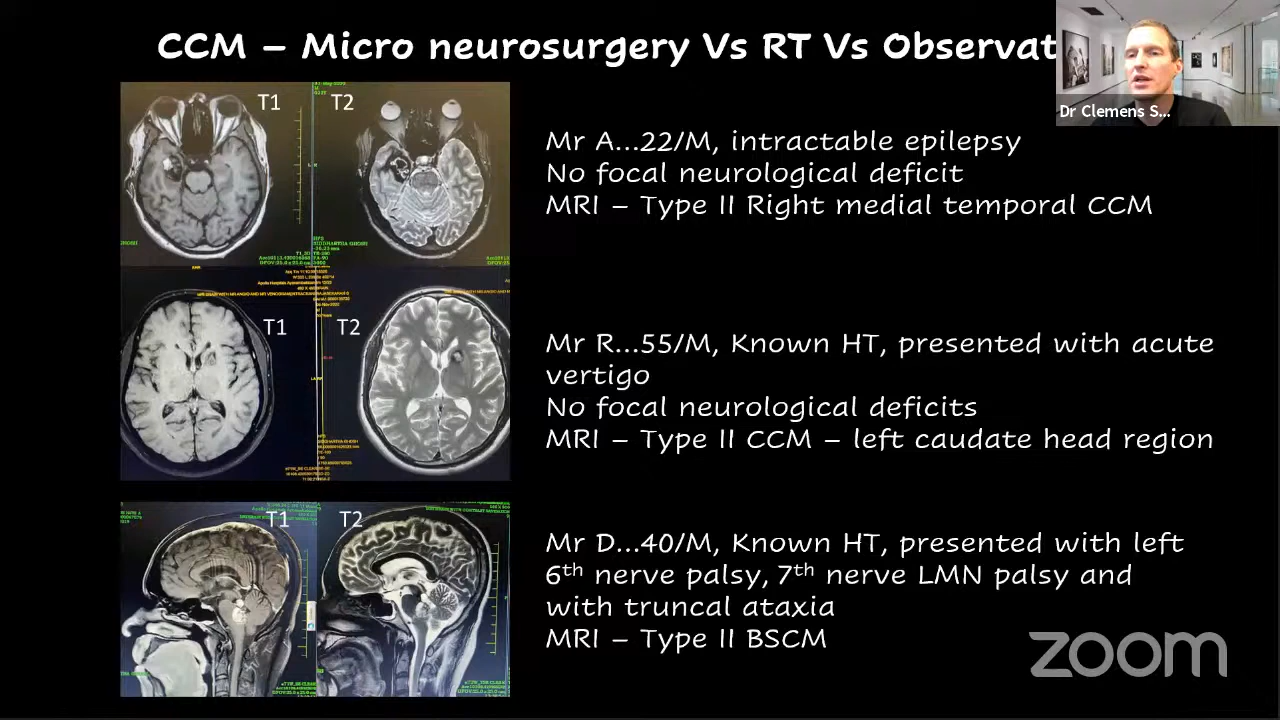 CCM – Micro neurosurgery Vs RT Vs Observat
Dr Clemens S...
T1
T2
Mr A...22/M, intractable epilepsy
No focal neurological deficit
MRI – Type II Right medial temporal CCM
T1
T2
Mr R...55/M, Known HT, presented with acute
vertigo
No focal neurological deficits
MRI – Type II CCM – left caudate head region
T1
T2
Mr D...40/M, Known HT, presented with left
6th nerve palsy, 7th nerve LMN palsy and
with truncal ataxia
MRI – Type II BSCM
zoom